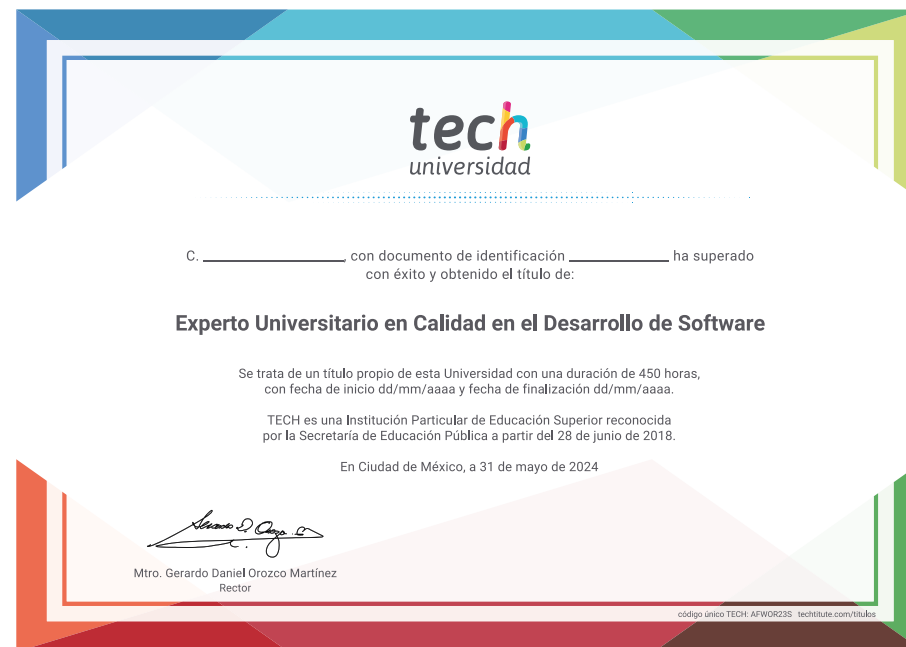 tech
universidad
C. ____________, con documento de identificación ____________ ha superado
con éxito y obtenido el título de:
Experto Universitario en Calidad en el Desarrollo de Software
Se trata de un título propio de esta Universidad con una duración de 450 horas,
con fecha de inicio dd/mm/aaaa y fecha de finalización dd/mm/aaaa.
TECH es una Institución Particular de Educación Superior reconocida
por la Secretaría de Educación Pública a partir del 28 de junio de 2018.
En Ciudad de México, a 31 de mayo de 2024
Mtro. Gerardo Daniel Orozco Martínez
Rector
código único TECH: AFWOR23S techtitute.com/titulos